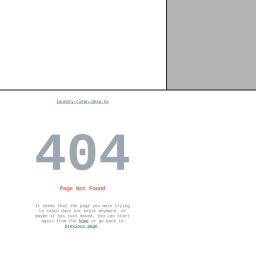 laundry-clean.deze.ru
404
Page Not Found
It seems that the page you were trying
to reach does not exist anymore, or
maybe it has just moved. You can start
again from the home or go back to
previous page